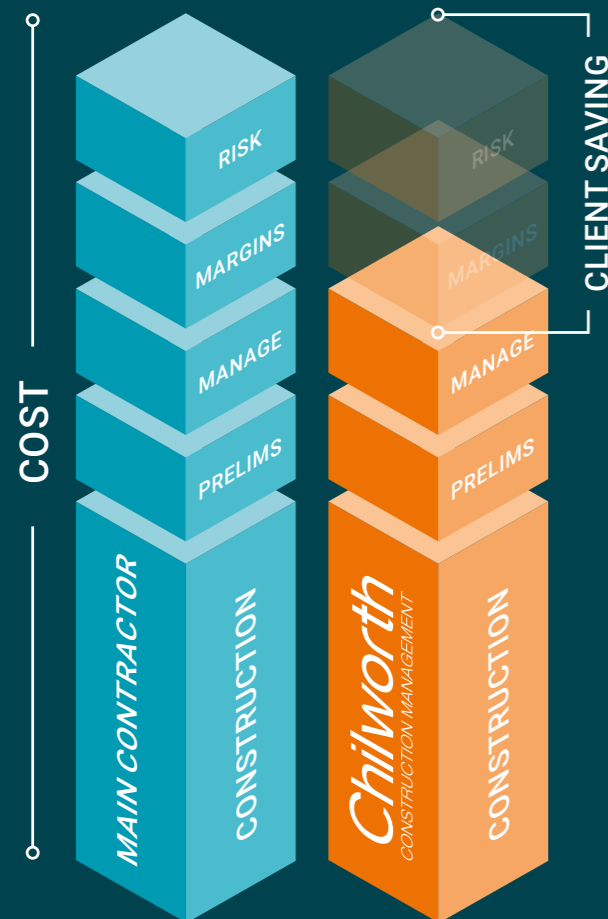 COST
RISK
MARGINS
MANAGE
PRELIMS
MAIN CONTRACTOR
CONSTRUCTION
RISK
MARGINS
MANAGE
PRELIMS
Chilworth
CONSTRUCTION MANAGEMENT
CONSTRUCTION
CLIENT SAVING